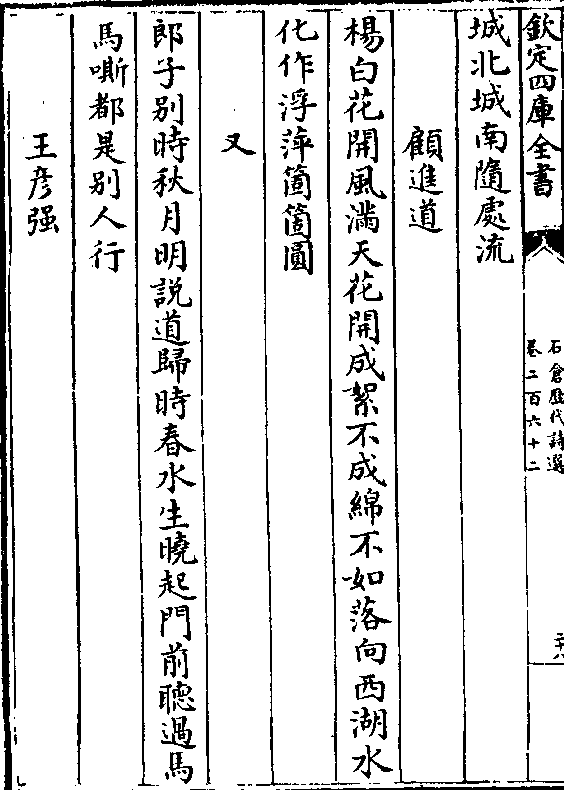 欽定四庫全書
石倉歷代詩選
卷二百六十二
城北城南隨處流
顧進道
楊白花開風滿天花開成絮不成綿不如落向西湖水
化作浮萍箇箇圓
又
郎子别時秋月明説道歸時春水生曉起門前聽過馬
馬嘶都是别人行
王彦强